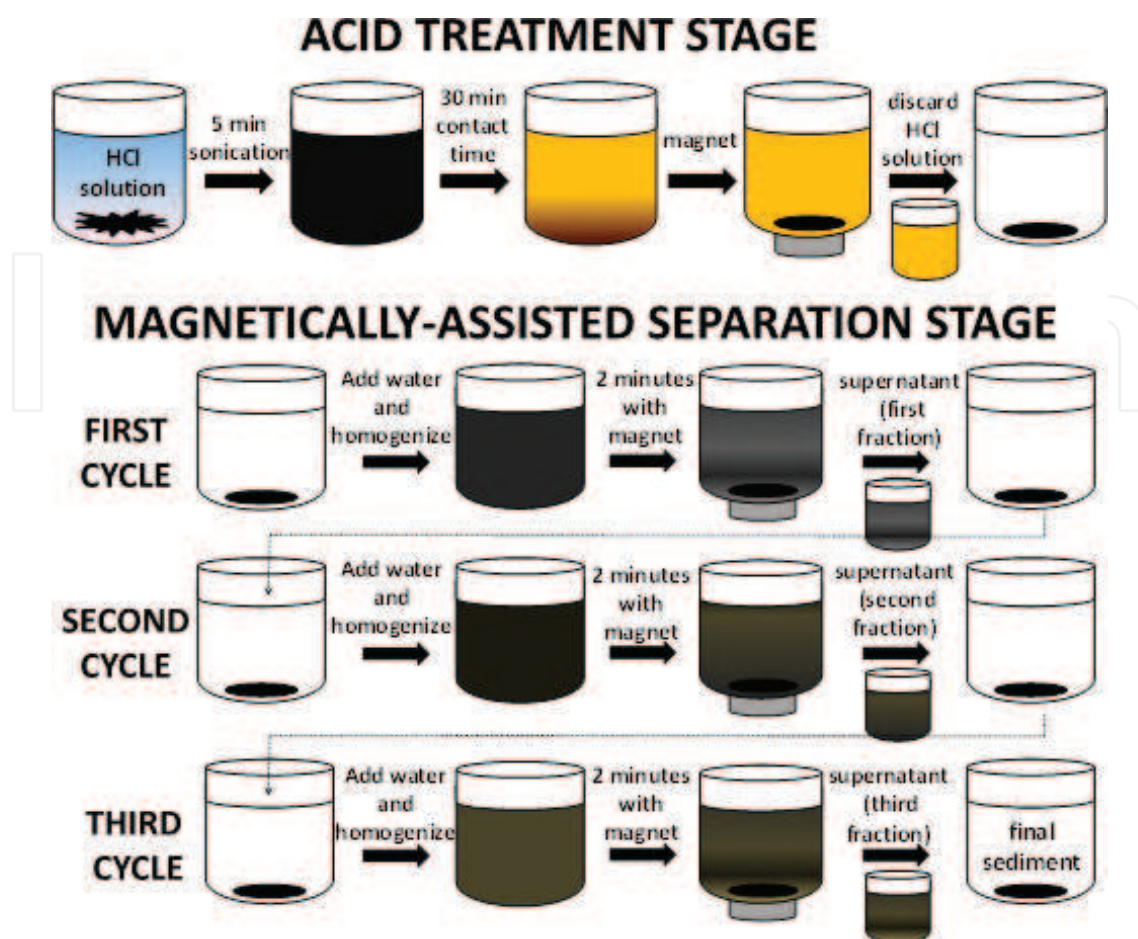 ACID TREATMENT STAGE
HCl
solution
5 min
sonication
30 min
contact
time
magnet
discard
HCl
solution
MAGNETICALLY-ASSISTED SEPARATION STAGE
FIRST
CYCLE
Add water
and
homogenize
2 minutes
with
magnet
supernatant
(first
fraction)
SECOND
CYCLE
Add water
and
homogenize
2 minutes
with
magnet
supernatant
(second
fraction)
THIRD
CYCLE
Add water
and
homogenize
2 minutes
with
magnet
supernatant
(third
fraction)
final
sediment